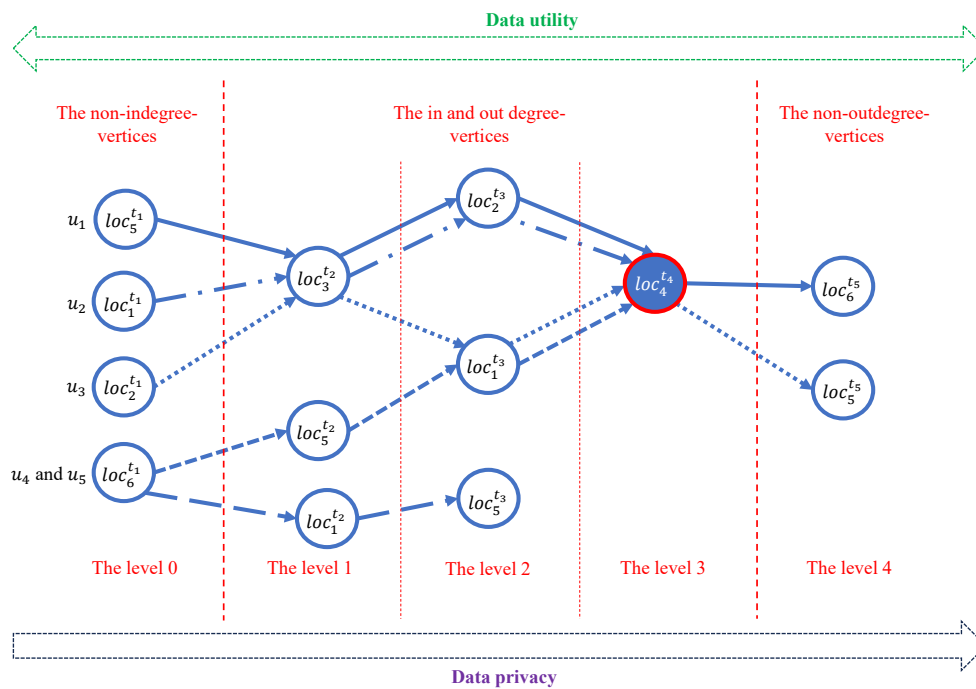 Data utility
The non-indegree-
vertices
The in and out degree-
vertices
The non-outdegree-
vertices
u₁
loc₅^{t₁}
loc₃^{t₂}
loc₂^{t₃}
loc₄^{t₄}
loc₆^{t₅}
u₂
loc₁^{t₁}
u₃
loc₂^{t₁}
loc₁^{t₃}
loc₅^{t₅}
u₄ and u₅
loc₆^{t₁}
loc₅^{t₂}
loc₁^{t₂}
loc₅^{t₃}
The level 0
The level 1
The level 2
The level 3
The level 4
Data privacy